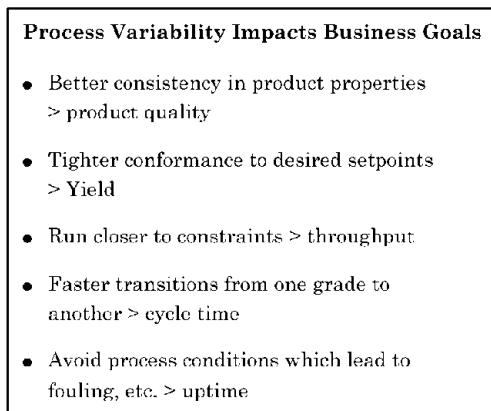 Process Variability Impacts Business Goals
• Better consistency in product properties
> product quality
• Tighter conformance to desired setpoints
> Yield
• Run closer to constraints > throughput
• Faster transitions from one grade to
another > cycle time
• Avoid process conditions which lead to
fouling, etc. > uptime